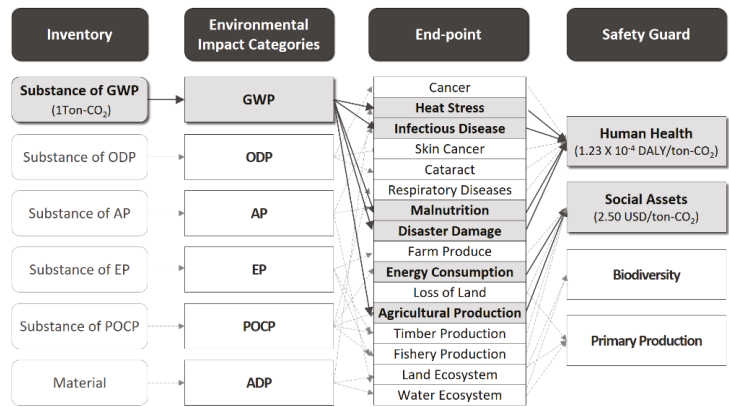 Inventory
Environmental
Impact Categories
End-point
Safety Guard
Substance of GWP
(1Ton-CO₂)
Substance of ODP
Substance of AP
Substance of EP
Substance of POCP
Material
GWP
ODP
AP
EP
POCP
ADP
Cancer
Heat Stress
Infectious Disease
Skin Cancer
Cataract
Respiratory Diseases
Malnutrition
Disaster Damage
Farm Produce
Energy Consumption
Loss of Land
Agricultural Production
Timber Production
Fishery Production
Land Ecosystem
Water Ecosystem
Human Health
(1.23 X 10⁻⁴ DALY/ton-CO₂)
Social Assets
(2.50 USD/ton-CO₂)
Biodiversity
Primary Production